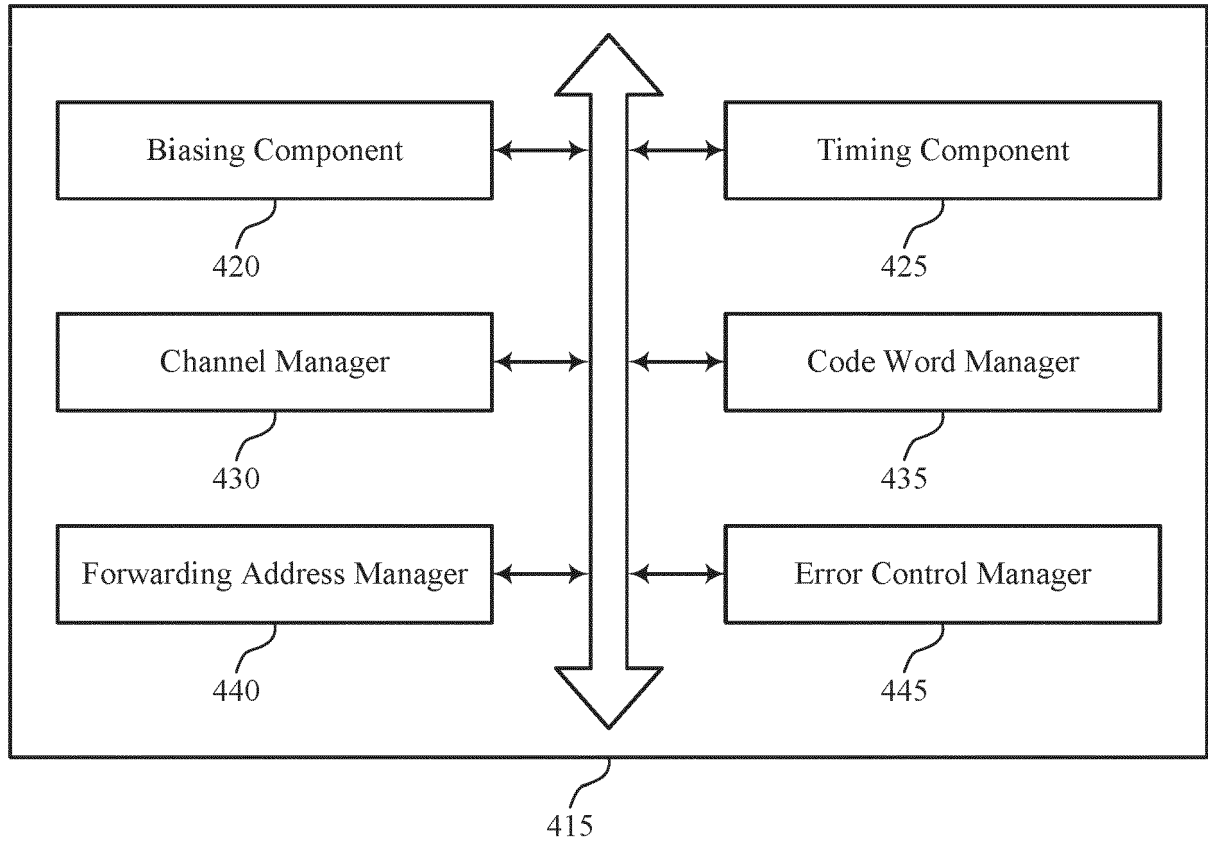 Biasing Component
Timing Component
420
425
Channel Manager
Code Word Manager
430
435
Forwarding Address Manager
Error Control Manager
440
445
415